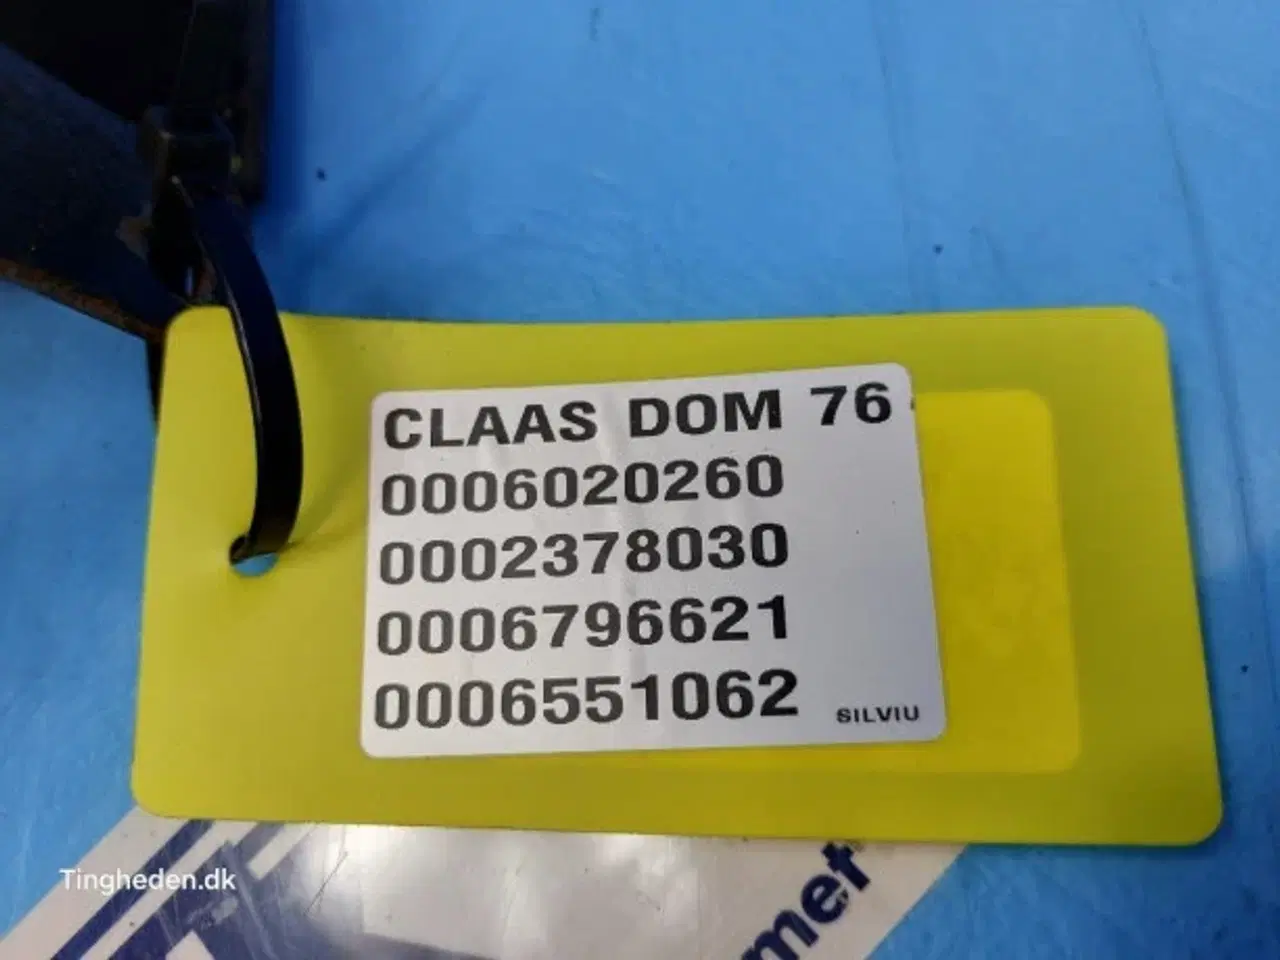 CLAAS DOM 76
0006020260
0002378030
0006796621
0006551062
SILVIU
Tingheden.dk
met